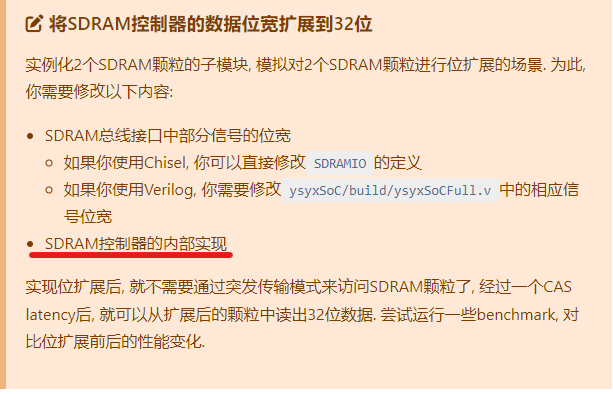 将SDRAM控制器的数据位宽扩展到32位
实例化2个SDRAM颗粒的子模块, 模拟对2个SDRAM颗粒进行位扩展的场景. 为此,
你需要修改以下内容:
SDRAM总线接口中部分信号的位宽
如果你使用Chisel, 你可以直接修改 SDRAMIO 的定义
如果你使用Verilog, 你需要修改 ysyxSoC/build/ysyxSoCFull.v 中的相应信
号位宽
SDRAM控制器的内部实现
实现位扩展后, 就不需要通过突发传输模式来访问SDRAM颗粒了, 经过一个CAS
latency后, 就可以从扩展后的颗粒中读出32位数据. 尝试运行一些benchmark, 对
比位扩展前后的性能变化.